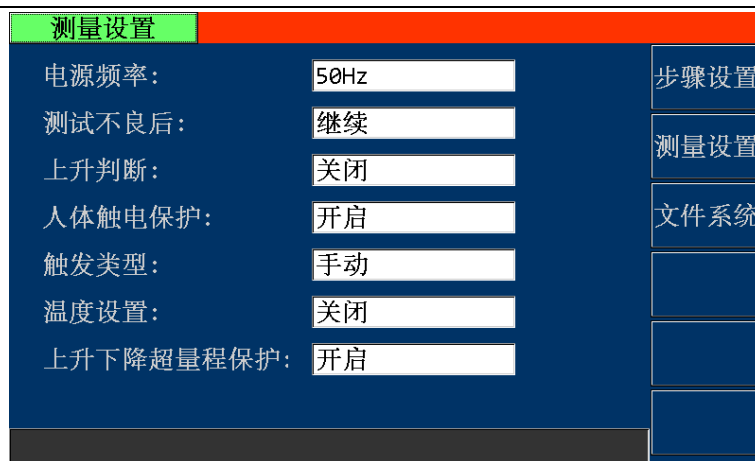 测量设置
电源频率: 50Hz
测试不良后: 继续
上升判断: 关闭
人体触电保护: 开启
触发类型: 手动
温度设置: 关闭
上升下降超量程保护: 开启
步骤设置
测量设置
文件系统